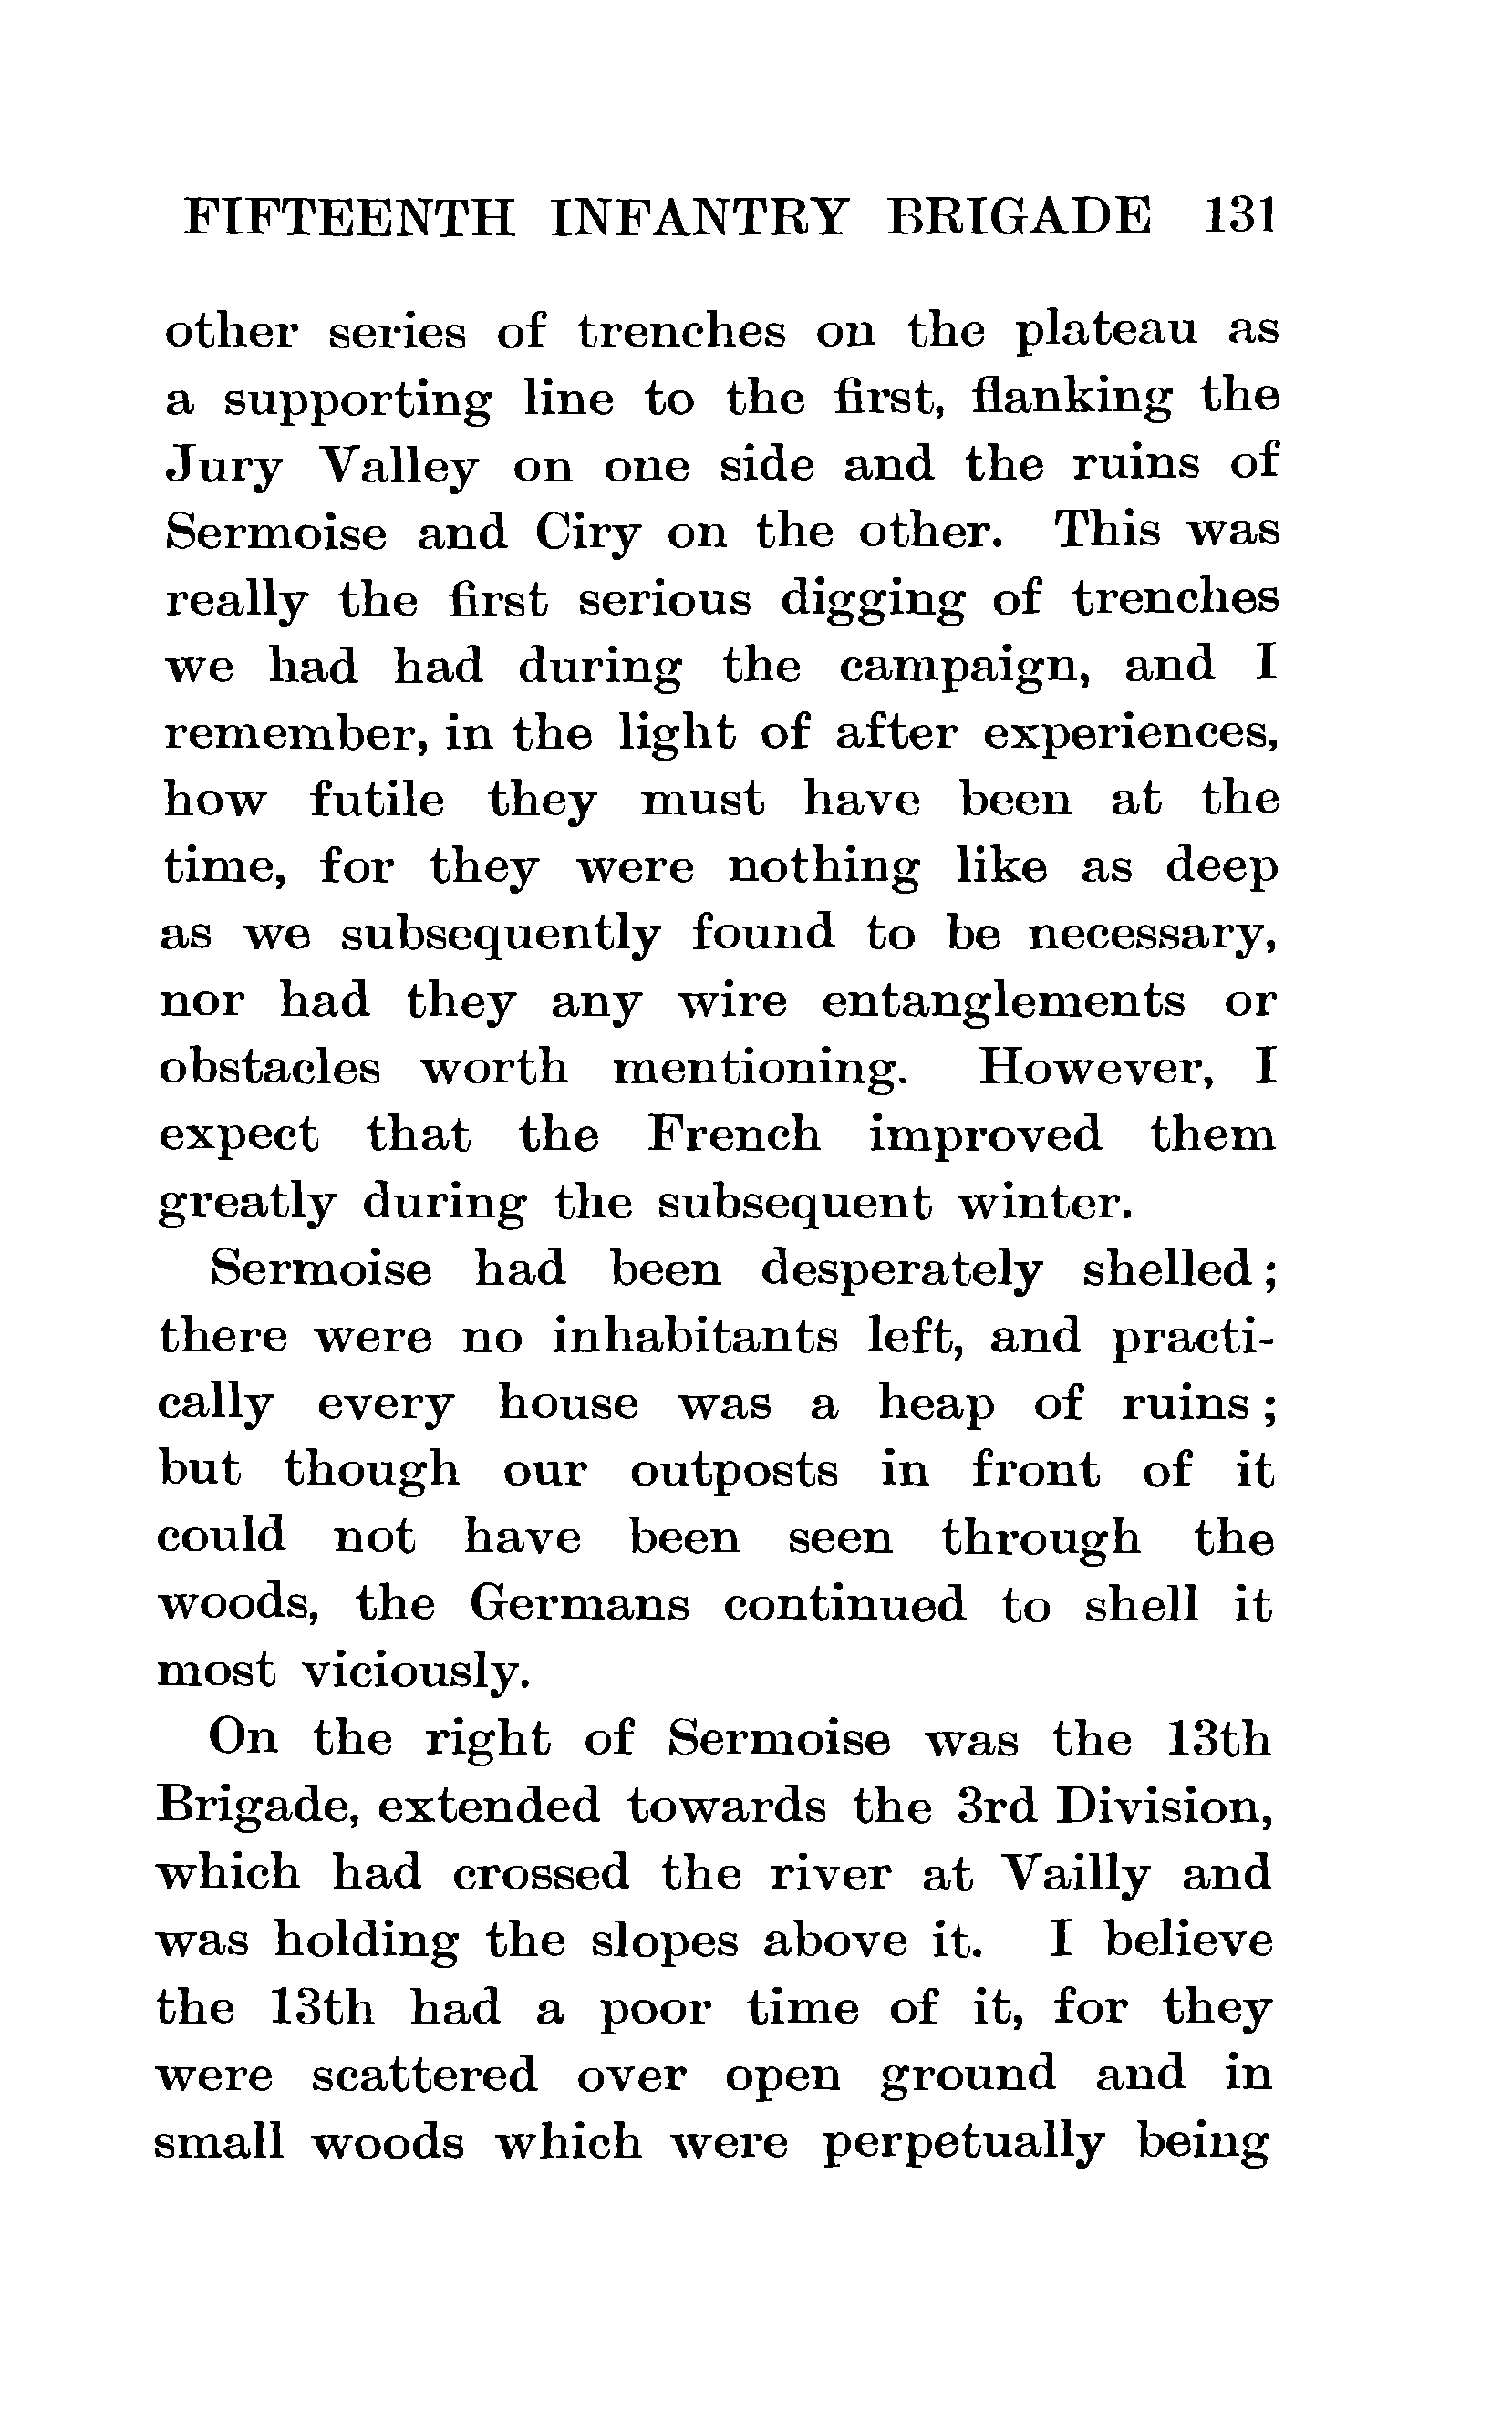 FIFTEENTH INFANTRY BRIGADE 131
other series of trenches on the plateau as
a supporting line to the first, flanking the
Jury Valley on one side and the ruins of
Sermoise and Ciry on the other. This was
really the first serious digging of trenches
we had had during the campaign, and I
remember, in the light of after experiences,
how futile they must have been at the
time, for they were nothing like as deep
as we subsequently found to be necessary,
nor had they any wire entanglements or
obstacles worth mentioning. However, I
expect that the French improved them
greatly during the subsequent winter.
Sermoise had been desperately shelled;
there were no inhabitants left, and practi-
cally every house was a heap of ruins;
but though our outposts in front of it
could not have been seen through the
woods, the Germans continued to shell it
most viciously.
On the right of Sermoise was the 13th
Brigade, extended towards the 3rd Division,
which had crossed the river at Vailly and
was holding the slopes above it. I believe
the 13th had a poor time of it, for they
were scattered over open ground and in
small woods which were perpetually being